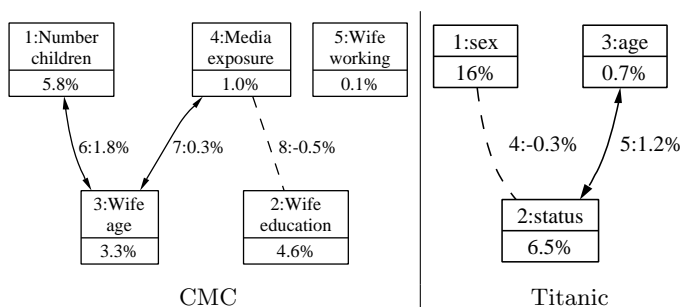 1:Number
children
5.8%
4:Media
exposure
1.0%
5:Wife
working
0.1%
6:1.8%
7:0.3%
8:-0.5%
3:Wife
age
3.3%
2:Wife
education
4.6%
CMC
1:sex
16%
3:age
0.7%
4:-0.3%
5:1.2%
2:status
6.5%
Titanic